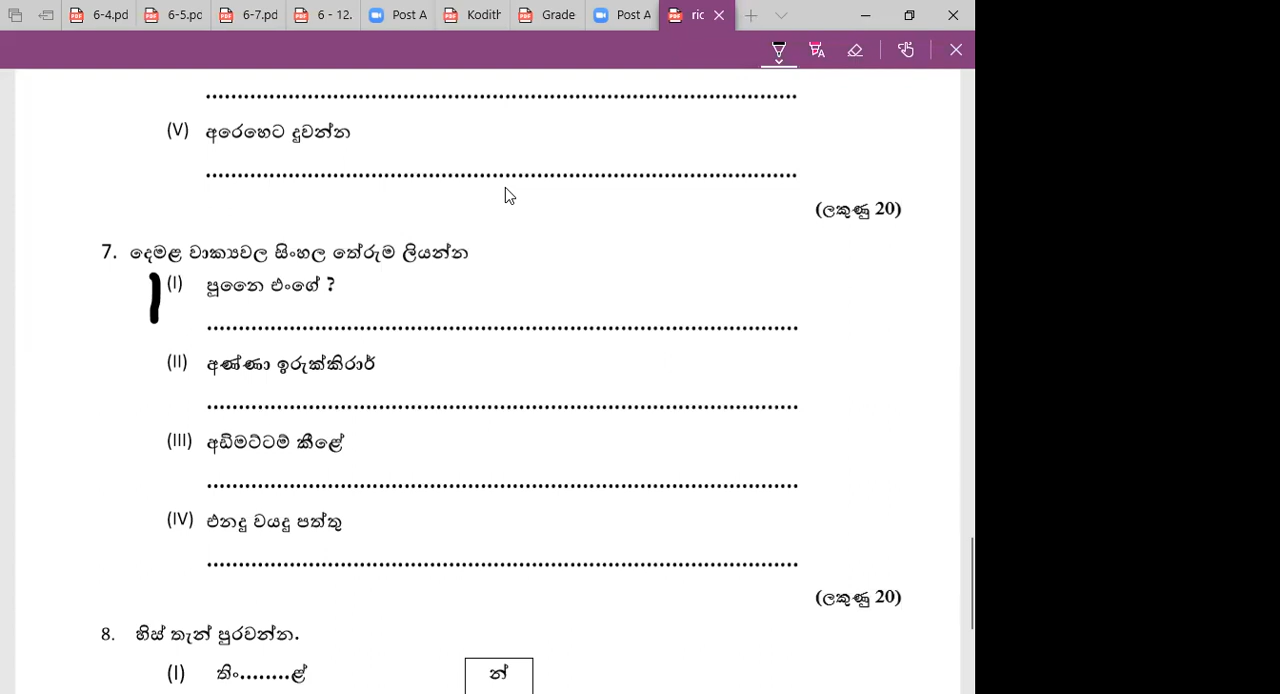 6-4.pd 6-5.pc 6-7.pd 6 - 12. Post A Kodith Grade Post A ric
(V) අරෙහෙට දුවන්න
(ලකුණු 20)
7. දෙමළ වාක්‍යවල සිංහල තේරුම ලියන්න
(I) පූනෛ එංගේ ?
(II) අණ්ණා ඉරුක්කිරාර්
(III) අඩිමට්ටම් කීළේ
(IV) එනදු වයදු පත්තු
(ලකුණු 20)
8. හිස් තැන් පුරවන්න.
(I) තිං........ළ් න්